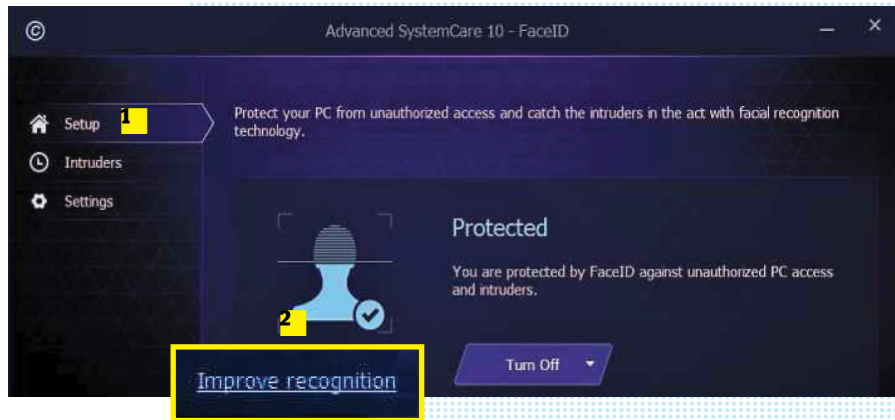 ©
Advanced SystemCare 10 - FaceID
Setup 1
Intruders
Settings
Protect your PC from unauthorized access and catch the intruders in the act with facial recognition
technology.
Protected
You are protected by FaceID against unauthorized PC access
and intruders.
2
Improve recognition
Turn Off